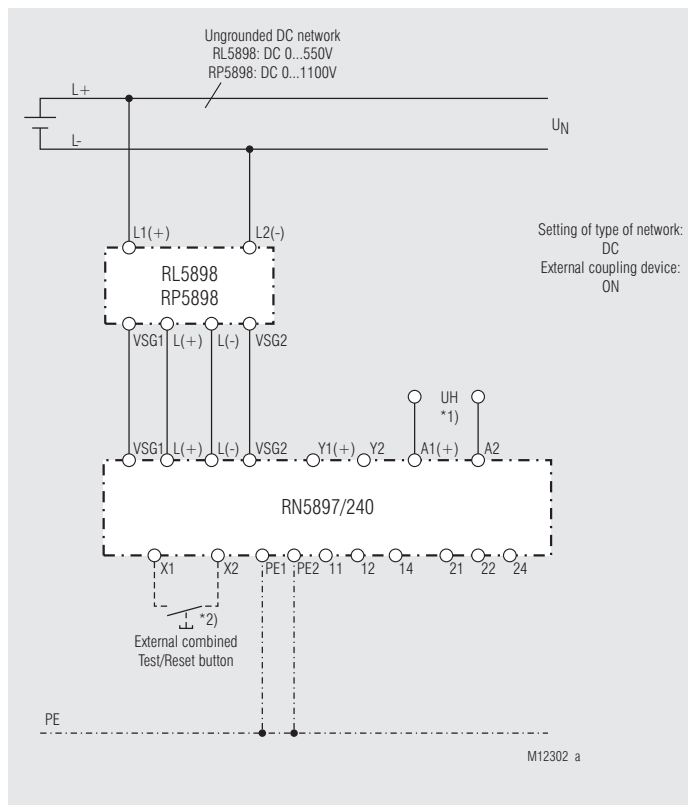 Ungrounded DC network
RL5898: DC 0...550V
RP5898: DC 0...1100V
L+
UN
L-
L1(+) L2(-)
Setting of type of network:
DC
External coupling device:
ON
RL5898
RP5898
VSG1 L(+) L(-) VSG2
UH
*1)
VSG1 L(+) L(-) VSG2 Y1(+) Y2 A1(+) A2
RN5897/240
X1 X2 PE1 PE2 11 12 14 21 22 24
*2)
External combined
Test/Reset button
PE
M12302 a